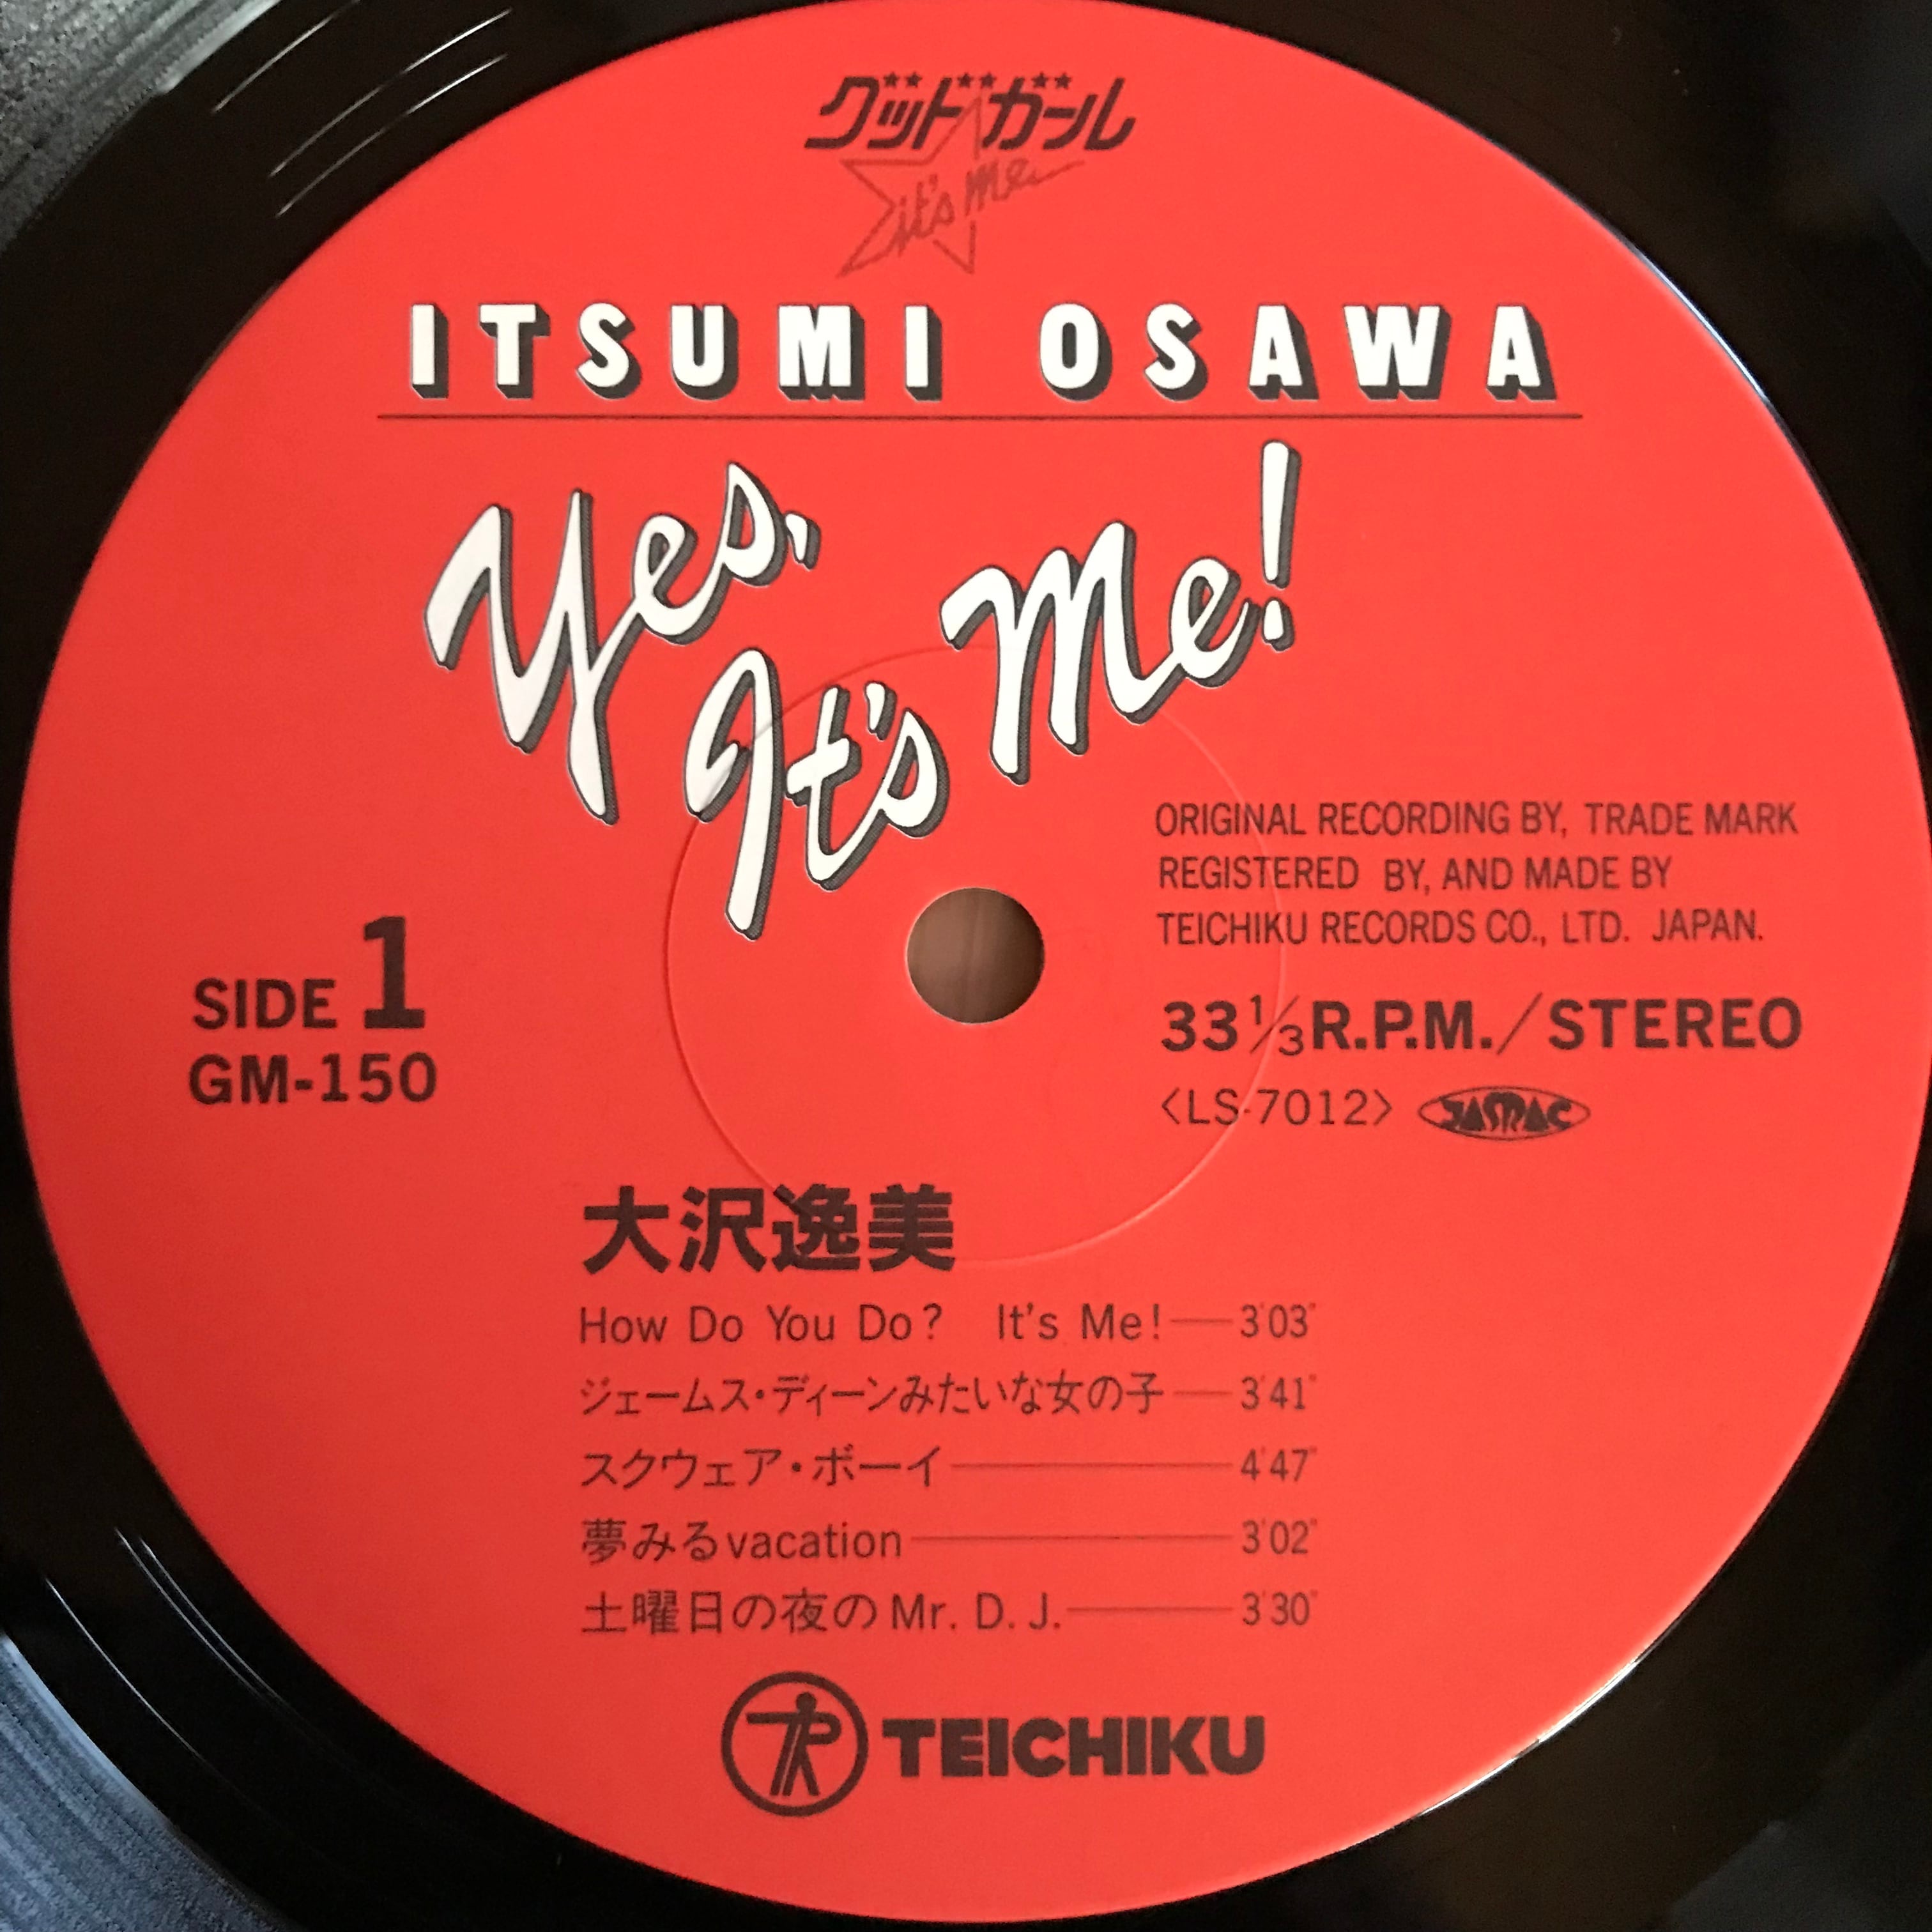 グッドガール
it's me
ITSUMI OSAWA
Yes,
It's Me!
ORIGINAL RECORDING BY, TRADE MARK
REGISTERED BY, AND MADE BY
TEICHIKU RECORDS CO., LTD. JAPAN.
SIDE 1
GM-150
33 1/3 R.P.M./STEREO
〈LS-7012〉 JASRAC
大沢逸美
How Do You Do? It's Me!—3'03"
ジェームス・ディーンみたいな女の子—3'41"
スクウェア・ボーイ—4'47"
夢みるvacation—3'02"
土曜日の夜のMr. D. J.—3'30"
TEICHIKU